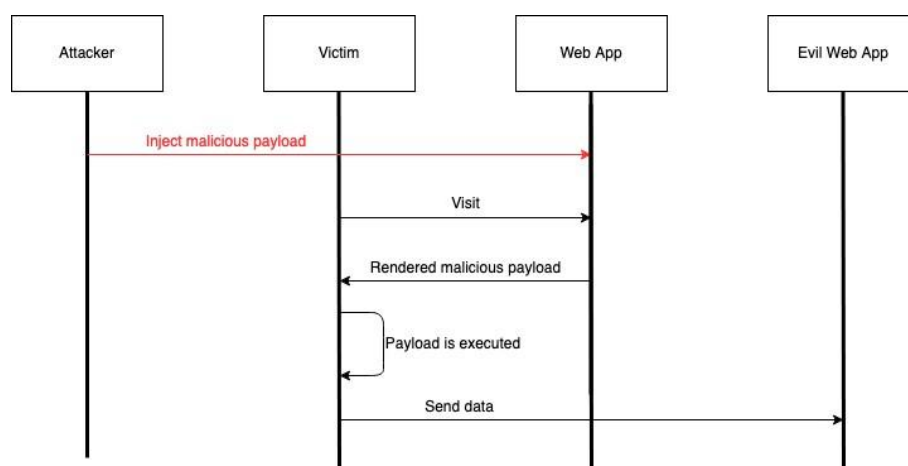 Attacker
Victim
Web App
Evil Web App
Inject malicious payload
Visit
Rendered malicious payload
Payload is executed
Send data